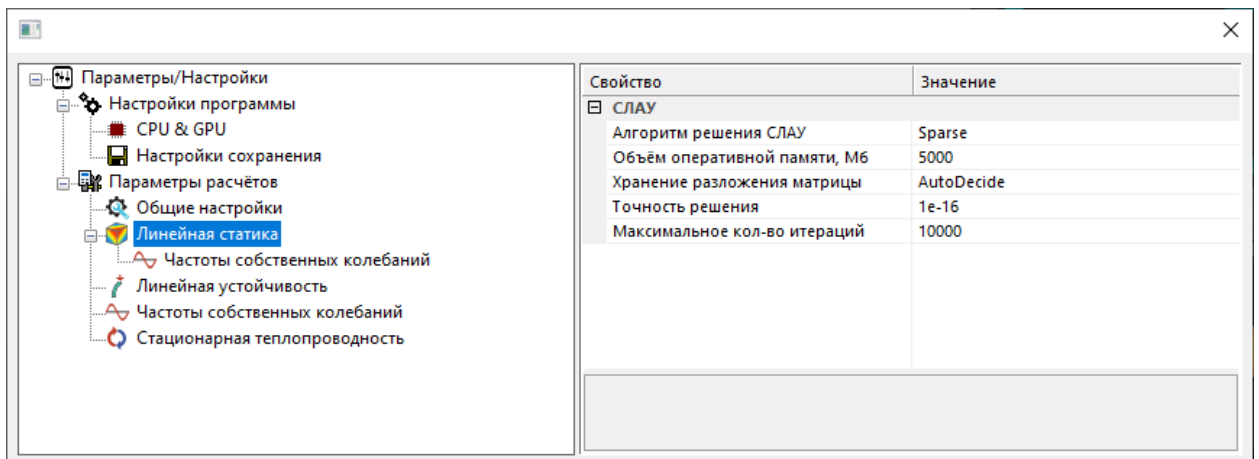 Параметры/Настройки
Настройки программы
CPU & GPU
Настройки сохранения
Параметры расчётов
Общие настройки
Линейная статика
Частоты собственных колебаний
Линейная устойчивость
Частоты собственных колебаний
Стационарная теплопроводность
Свойство Значение
СЛАУ
Алгоритм решения СЛАУ Sparse
Объём оперативной памяти, Мб 5000
Хранение разложения матрицы AutoDecide
Точность решения 1e-16
Максимальное кол-во итераций 10000